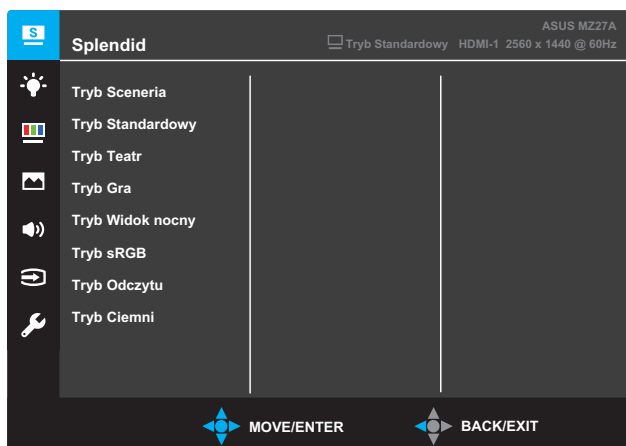 S
ASUS MZ27A
Splendid
Tryb Standardowy HDMI-1 2560 x 1440 @ 60Hz
Tryb Sceneria
Tryb Standardowy
Tryb Teatr
Tryb Gra
Tryb Widok nocny
Tryb sRGB
Tryb Odczytu
Tryb Ciemni
MOVE/ENTER
BACK/EXIT